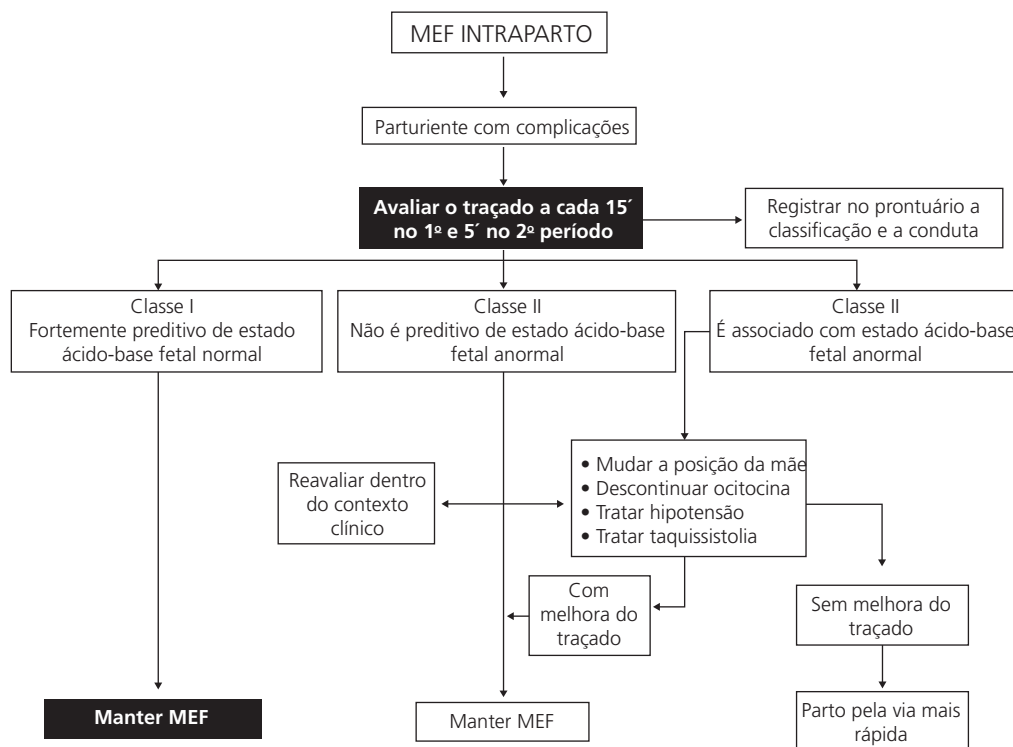 MEF INTRAPARTO
Parturiente com complicações
Avaliar o traçado a cada 15´
no 1º e 5´ no 2º período
Registrar no prontuário a
classificação e a conduta
Classe I
Fortemente preditivo de estado
ácido-base fetal normal
Classe II
Não é preditivo de estado ácido-base
fetal anormal
Classe II
É associado com estado ácido-base
fetal anormal
Reavaliar dentro
do contexto
clínico
• Mudar a posição da mãe
• Descontinuar ocitocina
• Tratar hipotensão
• Tratar taquissistolia
Com
melhora do
traçado
Sem melhora do
traçado
Manter MEF
Manter MEF
Parto pela via mais
rápida